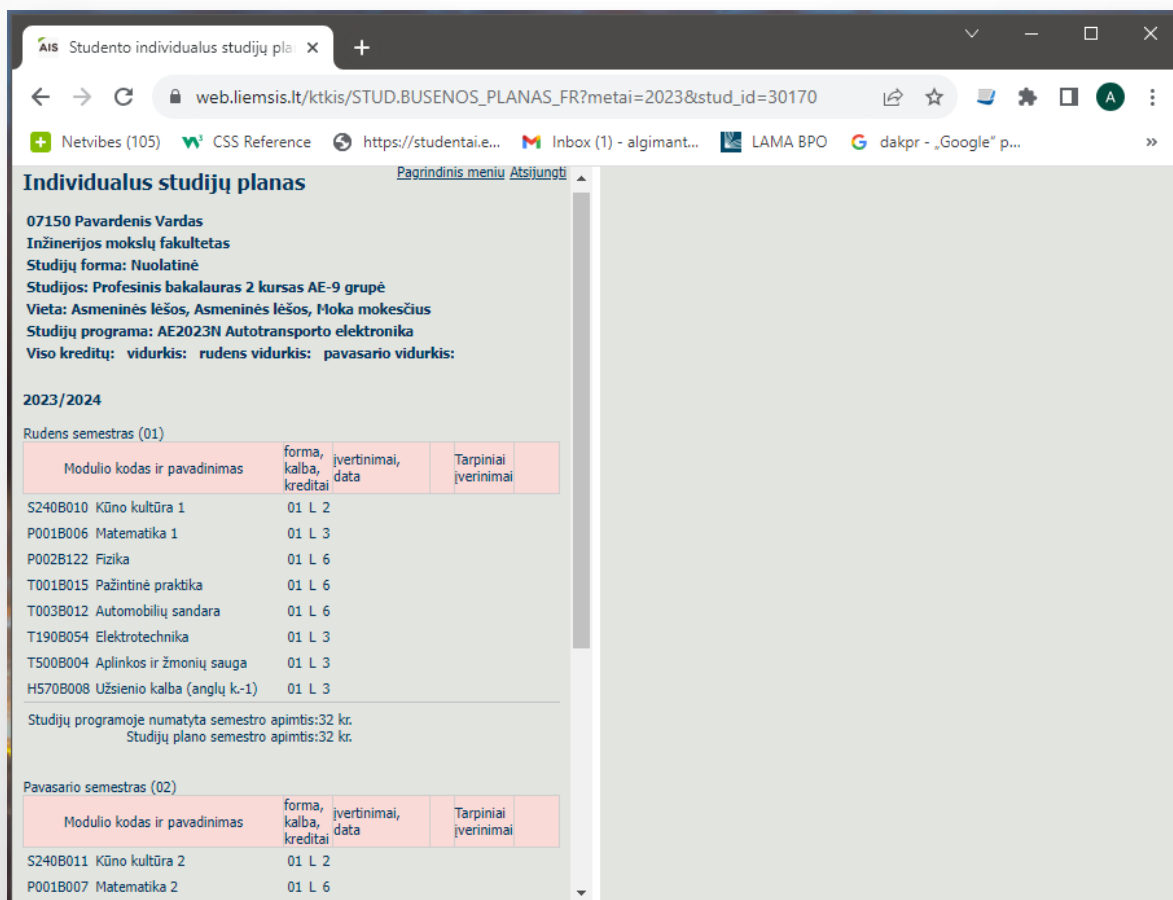 AIS Studento individualus studijų pla
web.liemsis.lt/ktkis/STUD.BUSENOS_PLANAS_FR?metai=2023&stud_id=30170 A
Netvibes (105) CSS Reference https://studentai.e... Inbox (1) - algimant... LAMA BPO dakpr - „Google“ p... »
Pagrindinis meniu Atsijungti
Individualus studijų planas
07150 Pavardenis Vardas
Inžinerijos mokslų fakultetas
Studijų forma: Nuolatinė
Studijos: Profesinis bakalauras 2 kursas AE-9 grupė
Vieta: Asmeninės lėšos, Asmeninės lėšos, Moka mokesčius
Studijų programa: AE2023N Autotransporto elektronika
Viso kreditų: vidurkis: rudens vidurkis: pavasario vidurkis:
2023/2024
Rudens semestras (01)
Modulio kodas ir pavadinimas forma, kalba, kreditai įvertinimai, data Tarpiniai įverinimai
S240B010 Kūno kultūra 1 01 L 2
P001B006 Matematika 1 01 L 3
P002B122 Fizika 01 L 6
T001B015 Pažintinė praktika 01 L 6
T003B012 Automobilių sandara 01 L 6
T190B054 Elektrotechnika 01 L 3
T500B004 Aplinkos ir žmonių sauga 01 L 3
H570B008 Užsienio kalba (anglų k.-1) 01 L 3
Studijų programoje numatyta semestro apimtis:32 kr.
Studijų plano semestro apimtis:32 kr.
Pavasario semestras (02)
Modulio kodas ir pavadinimas forma, kalba, kreditai įvertinimai, data Tarpiniai įverinimai
S240B011 Kūno kultūra 2 01 L 2
P001B007 Matematika 2 01 L 6